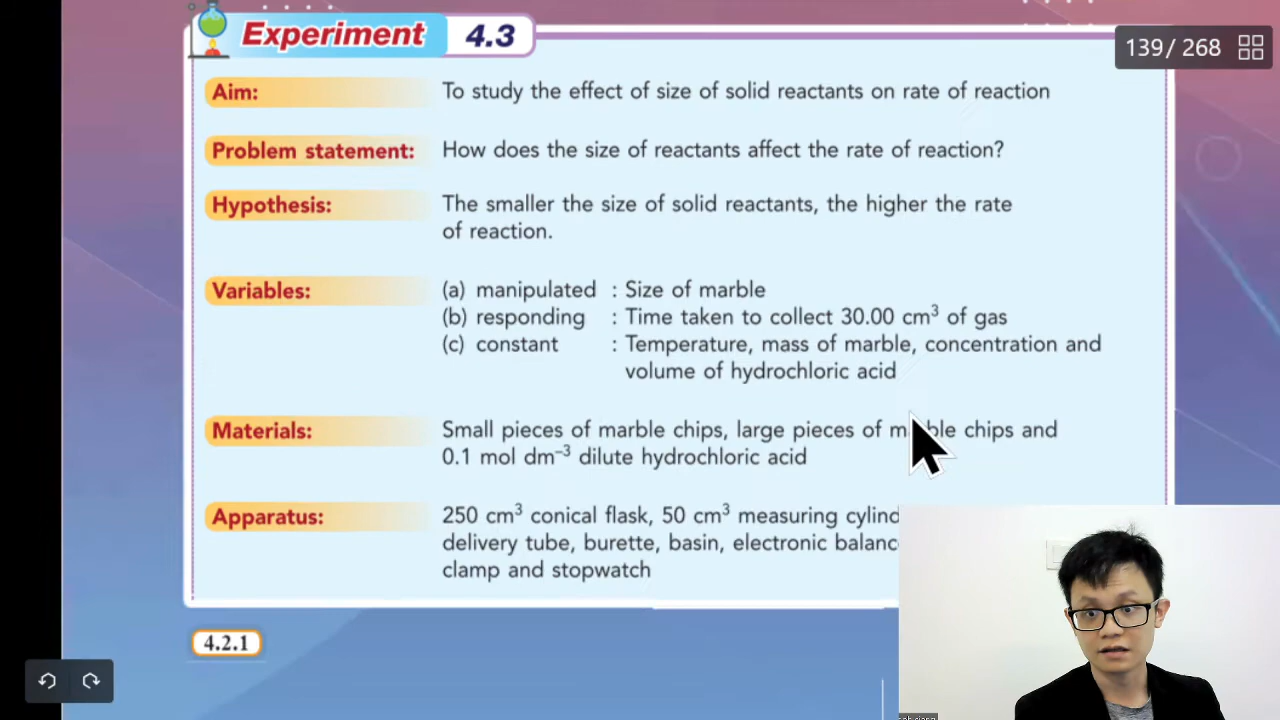 Experiment 4.3
139/ 268
Aim: To study the effect of size of solid reactants on rate of reaction
Problem statement: How does the size of reactants affect the rate of reaction?
Hypothesis: The smaller the size of solid reactants, the higher the rate
of reaction.
Variables: (a) manipulated : Size of marble
(b) responding : Time taken to collect 30.00 cm³ of gas
(c) constant : Temperature, mass of marble, concentration and
volume of hydrochloric acid
Materials: Small pieces of marble chips, large pieces of marble chips and
0.1 mol dm⁻³ dilute hydrochloric acid
Apparatus: 250 cm³ conical flask, 50 cm³ measuring
delivery tube, burette, basin, electronic
clamp and stopwatch
4.2.1